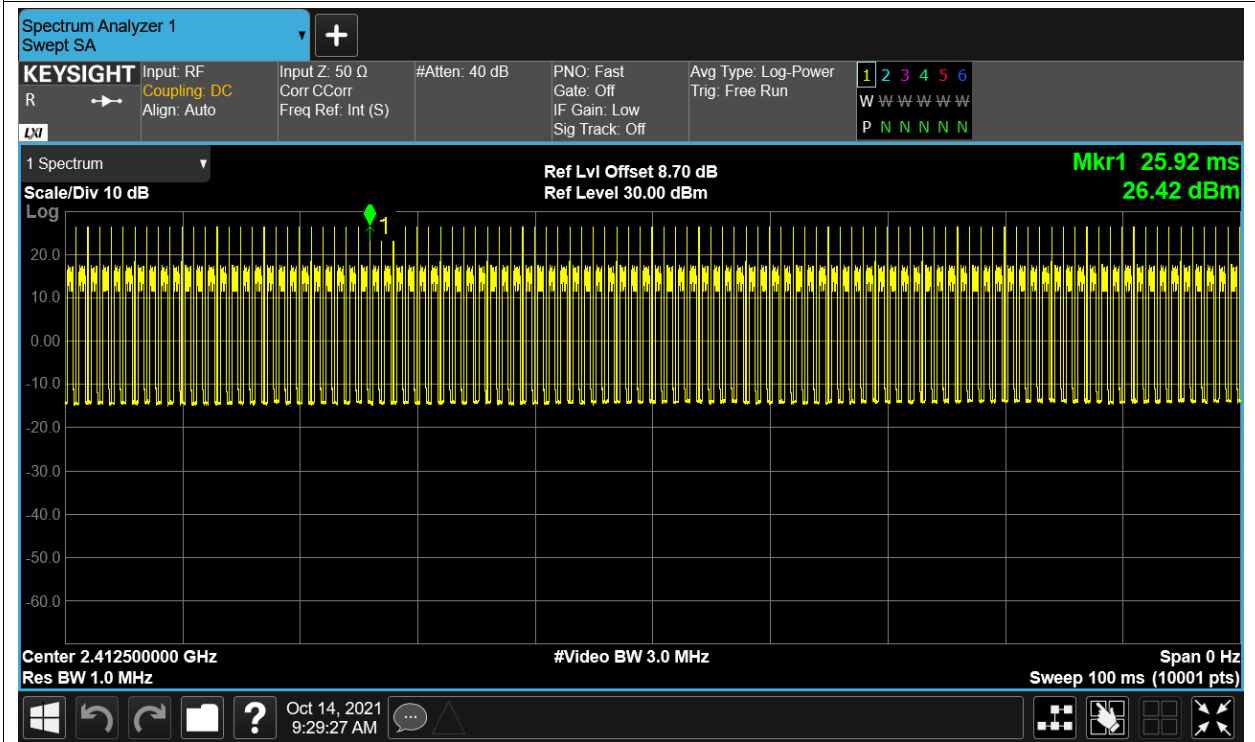 Spectrum Analyzer 1
Swept SA
+
KEYSIGHT
R
LXI
Input: RF
Coupling: DC
Align: Auto
Input Z: 50 Ω
Corr CCorr
Freq Ref: Int (S)
#Atten: 40 dB
PNO: Fast
Gate: Off
IF Gain: Low
Sig Track: Off
Avg Type: Log-Power
Trig: Free Run
1 2 3 4 5 6
W W W W W W
P N N N N N
1 Spectrum
Scale/Div 10 dB
Ref Lvl Offset 8.70 dB
Ref Level 30.00 dBm
Mkr1 25.92 ms
26.42 dBm
Log
1
20.0
10.0
0.00
-10.0
-20.0
-30.0
-40.0
-50.0
-60.0
Center 2.412500000 GHz
Res BW 1.0 MHz
#Video BW 3.0 MHz
Span 0 Hz
Sweep 100 ms (10001 pts)
?
Oct 14, 2021
9:29:27 AM